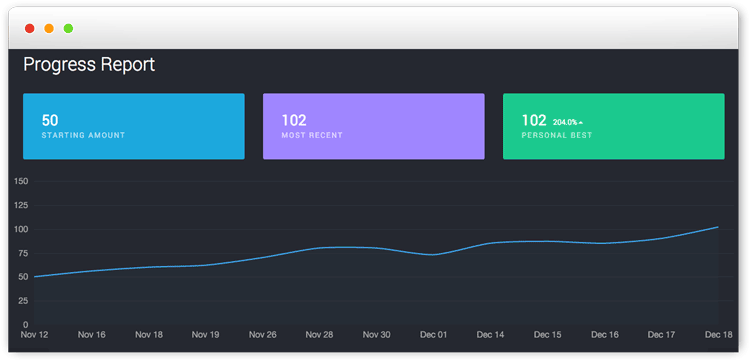 Progress Report
50
STARTING AMOUNT
102
MOST RECENT
102 204.0%
PERSONAL BEST
150
125
100
75
50
25
0
Nov 12 Nov 16 Nov 18 Nov 19 Nov 26 Nov 28 Nov 30 Dec 01 Dec 14 Dec 15 Dec 16 Dec 17 Dec 18